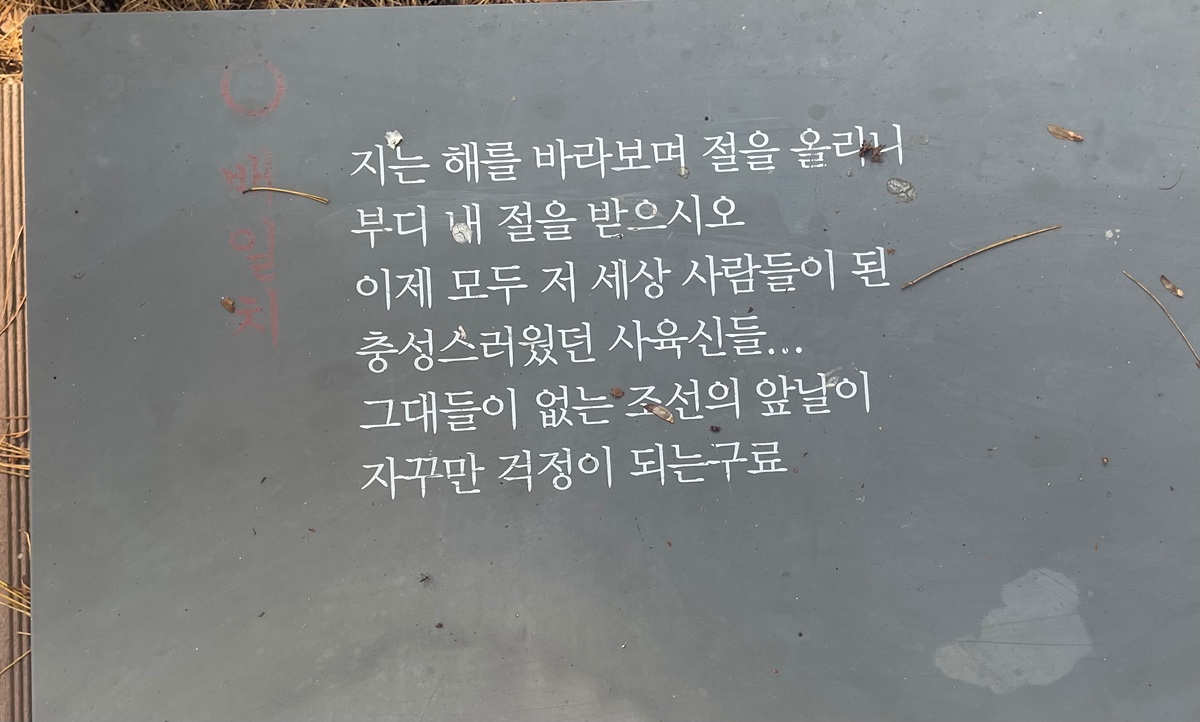 백일치
지는 해를 바라보며 절을 올리니
부디 내 절을 받으시오
이제 모두 저 세상 사람들이 된
충성스러웠던 사육신들...
그대들이 없는 조선의 앞날이
자꾸만 걱정이 되는구료